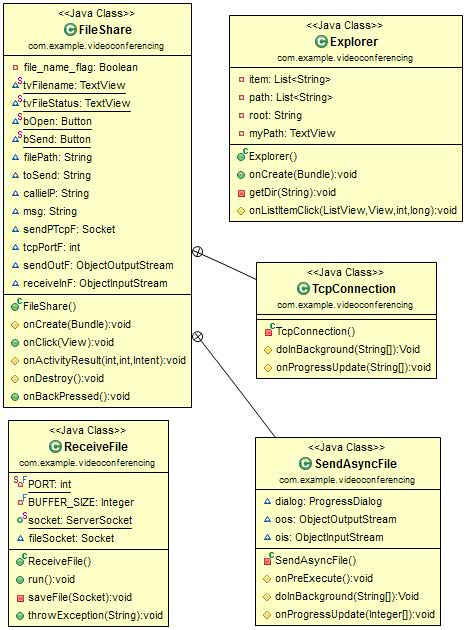 <<Java Class>>
FileShare
com.example.videoconferencing
file_name_flag: Boolean
tvFilename: TextView
tvFileStatus: TextView
bOpen: Button
bSend: Button
filePath: String
toSend: String
callieIP: String
msg: String
sendPTcpF: Socket
tcpPortF: int
sendOutF: ObjectOutputStream
receiveInF: ObjectInputStream
FileShare()
onCreate(Bundle):void
onClick(View):void
onActivityResult(int,int,Intent):void
onDestroy():void
onBackPressed():void
<<Java Class>>
Explorer
com.example.videoconferencing
item: List<String>
path: List<String>
root: String
myPath: TextView
Explorer()
onCreate(Bundle):void
getDir(String):void
onListItemClick(ListView,View,int,long):void
<<Java Class>>
TcpConnection
com.example.videoconferencing
TcpConnection()
doInBackground(String[]):Void
onProgressUpdate(String[]):void
<<Java Class>>
ReceiveFile
com.example.videoconferencing
PORT: int
BUFFER_SIZE: Integer
socket: ServerSocket
fileSocket: Socket
ReceiveFile()
run():void
saveFile(Socket):void
throwException(String):void
<<Java Class>>
SendAsyncFile
com.example.videoconferencing
dialog: ProgressDialog
oos: ObjectOutputStream
ois: ObjectInputStream
SendAsyncFile()
onPreExecute():void
doInBackground(String[]):Void
onProgressUpdate(Integer[]):void